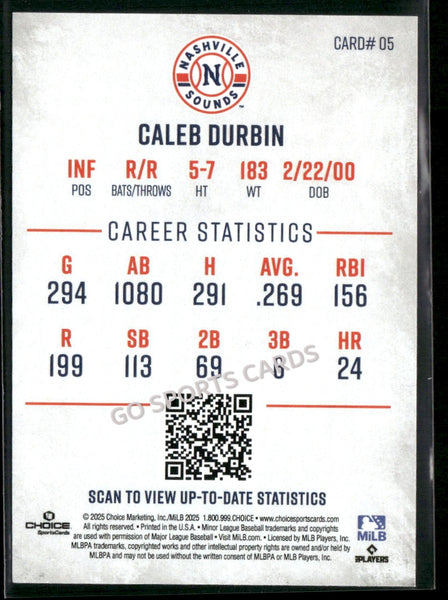 CARD# 05
NASHVILLE
N
SOUNDS
CALEB DURBIN
INF R/R 5-7 183 2/22/00
POS BATS/THROWS HT WT DOB
CAREER STATISTICS
G AB H AVG. RBI
294 1080 291 .269 156
R SB 2B 3B HR
199 113 69 6 24
GO SPORTS CARDS
SCAN TO VIEW UP-TO-DATE STATISTICS
© 2025 Choice Marketing, Inc./MiLB 2025 1.800.999.CHOICE • www.choicesportscards.com
All rights reserved. • Printed in the U.S.A. • Minor League Baseball trademarks and copyrights
are used with permission of Major League Baseball • Visit MiLB.com. • Licensed by MLB Players, Inc.
MLBPA trademarks, copyrighted works and other intellectual property rights are owned and/or held by
MLBPA and may not be used without the written consent of MLBPA or MLB Players, Inc.
CHOICE
SportsCards
MiLB
PLAYERS